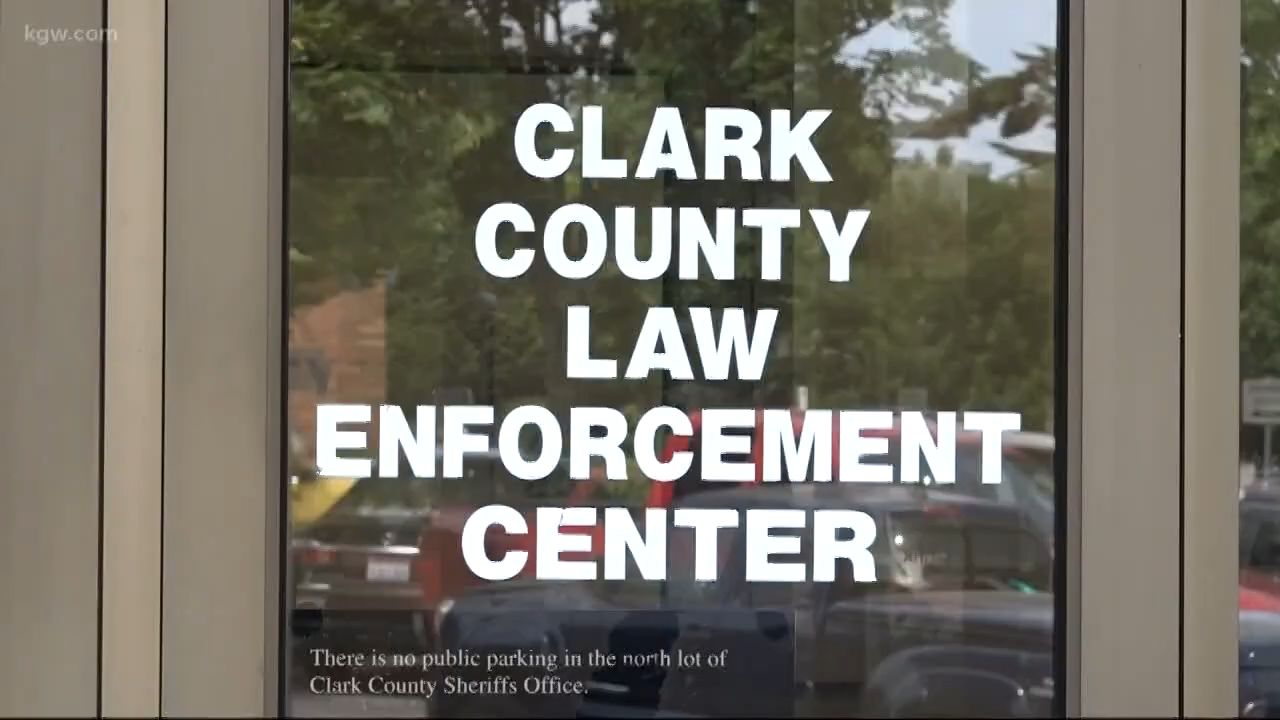 kgw.com
CLARK
COUNTY
LAW
ENFORCEMENT
CENTER
There is no public parking in the north lot of
Clark County Sheriffs Office.